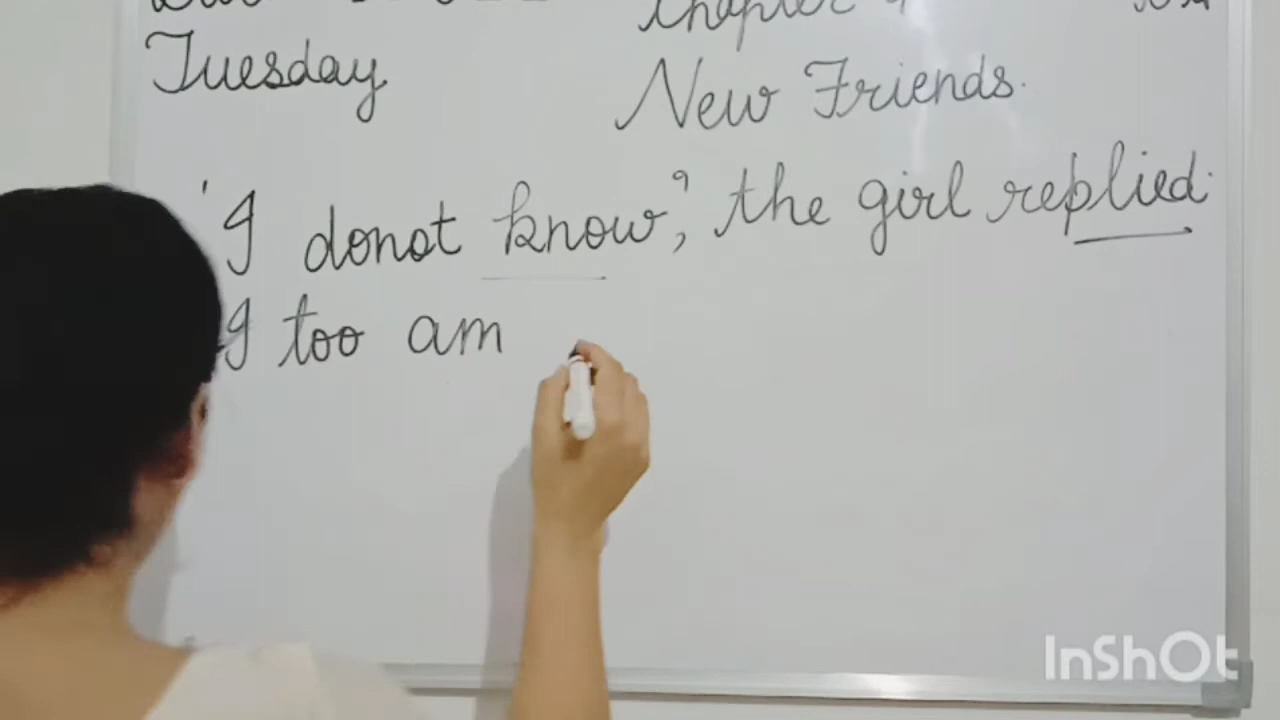 Chapter
Tuesday
New Friends.
'I donot know', the girl replied.
I too am
InShOt